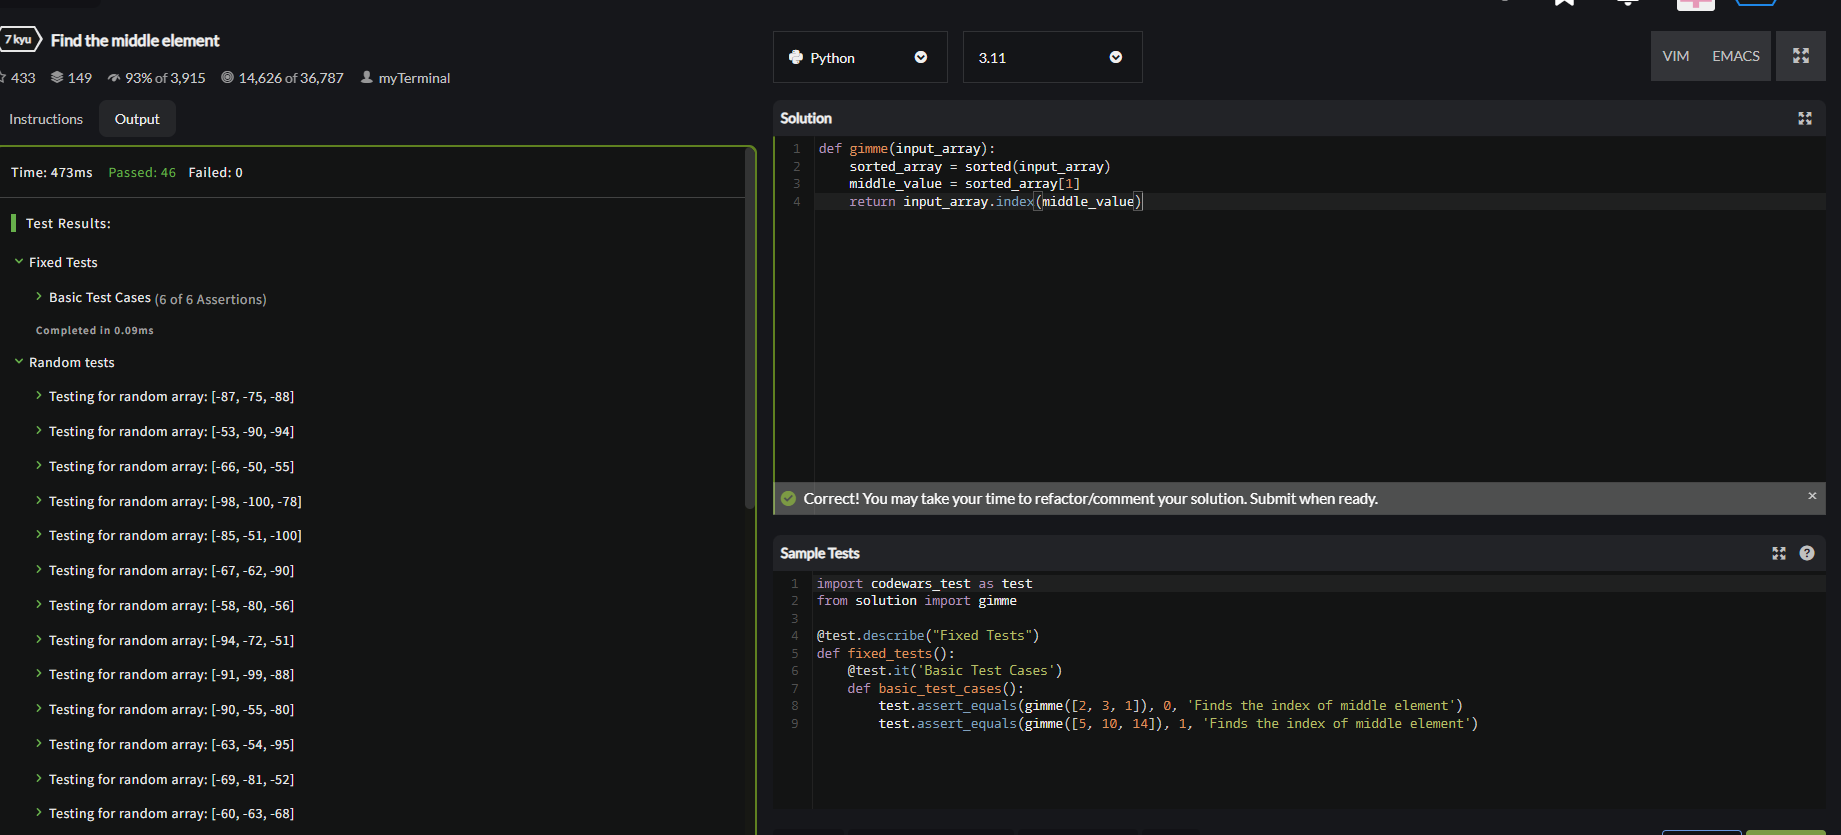 7 kyu Find the middle element
433 149 93% of 3,915 14,626 of 36,787 myTerminal
Instructions Output
Time: 473ms Passed: 46 Failed: 0
Test Results:
Fixed Tests
Basic Test Cases (6 of 6 Assertions)
Completed in 0.09ms
Random tests
Testing for random array: [-87, -75, -88]
Testing for random array: [-53, -90, -94]
Testing for random array: [-66, -50, -55]
Testing for random array: [-98, -100, -78]
Testing for random array: [-85, -51, -100]
Testing for random array: [-67, -62, -90]
Testing for random array: [-58, -80, -56]
Testing for random array: [-94, -72, -51]
Testing for random array: [-91, -99, -88]
Testing for random array: [-90, -55, -80]
Testing for random array: [-63, -54, -95]
Testing for random array: [-69, -81, -52]
Testing for random array: [-60, -63, -68]
Python 3.11 VIM EMACS
Solution
1 def gimme(input_array):
2     sorted_array = sorted(input_array)
3     middle_value = sorted_array[1]
4     return input_array.index(middle_value)
Correct! You may take your time to refactor/comment your solution. Submit when ready. ×
Sample Tests ?
1 import codewars_test as test
2 from solution import gimme
3
4 @test.describe("Fixed Tests")
5 def fixed_tests():
6     @test.it('Basic Test Cases')
7     def basic_test_cases():
8         test.assert_equals(gimme([2, 3, 1]), 0, 'Finds the index of middle element')
9         test.assert_equals(gimme([5, 10, 14]), 1, 'Finds the index of middle element')